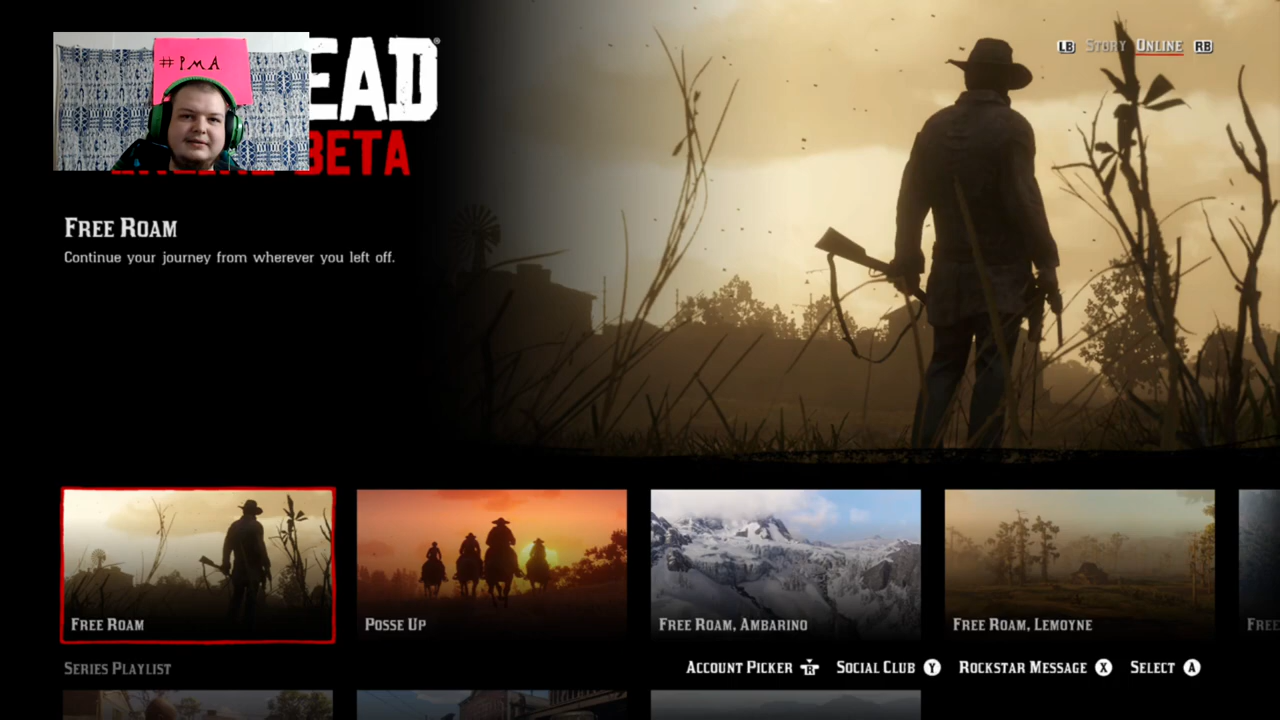 #PMA
EAD
BETA
LB STORY ONLINE RB
FREE ROAM
Continue your journey from wherever you left off.
FREE ROAM
POSSE UP
FREE ROAM, AMBARINO
FREE ROAM, LEMOYNE
FREE
SERIES PLAYLIST
ACCOUNT PICKER
SOCIAL CLUB Y
ROCKSTAR MESSAGE X
SELECT A